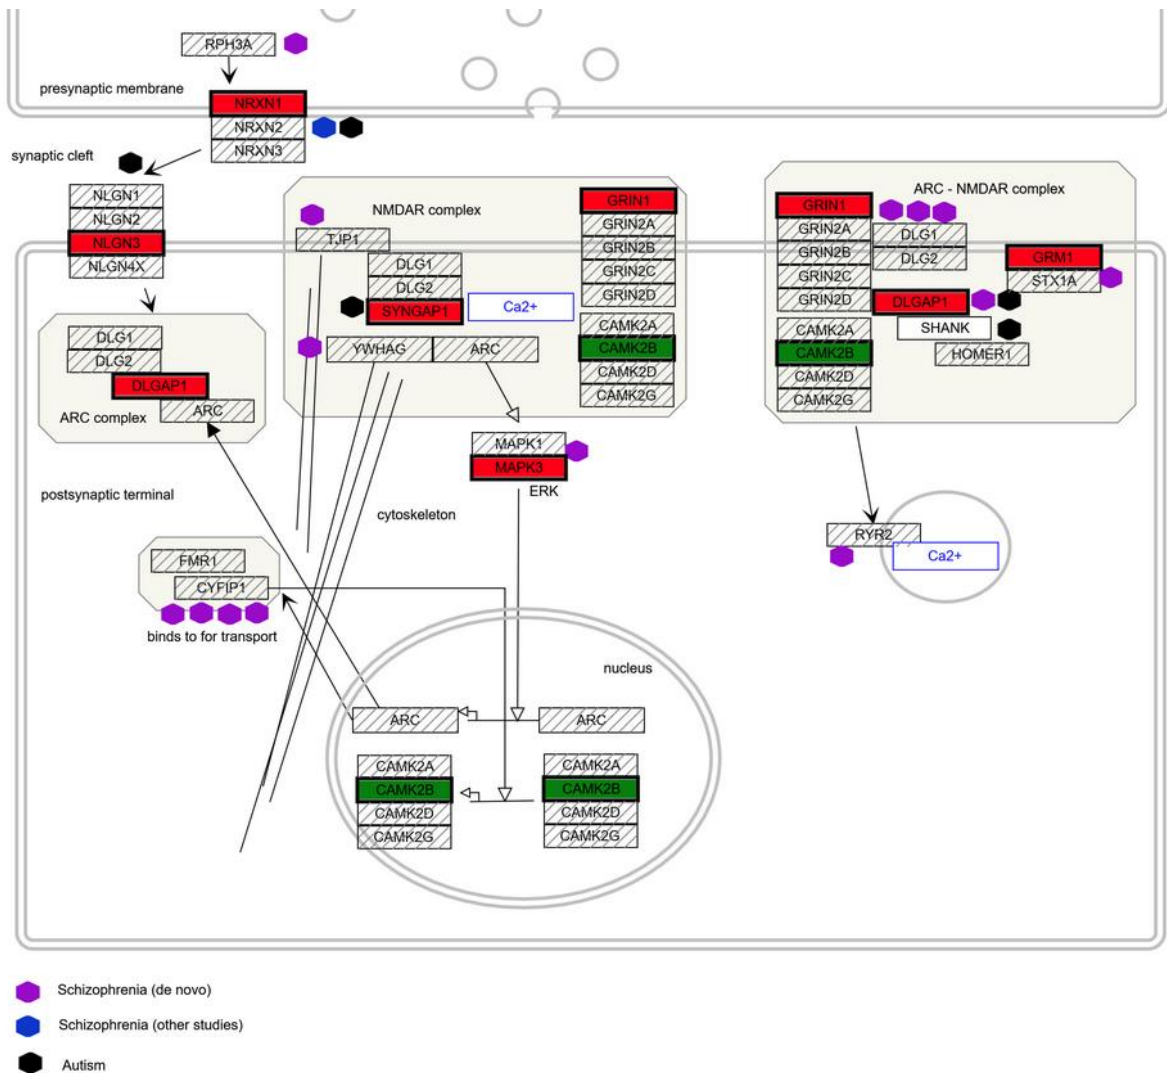 RPH3A
presynaptic membrane
NRXN1
NRXN2
NRXN3
synaptic cleft
NLGN1
NLGN2
NLGN3
NLGN4X
NMDAR complex
TJP1
DLG1
DLG2
SYNGAP1
Ca2+
YWHAG
ARC
GRIN1
GRIN2A
GRIN2B
GRIN2C
GRIN2D
CAMK2A
CAMK2B
CAMK2D
CAMK2G
ARC - NMDAR complex
GRIN1
GRIN2A
GRIN2B
GRIN2C
GRIN2D
CAMK2A
CAMK2B
CAMK2D
CAMK2G
DLG1
DLG2
GRM1
STX1A
DLGAP1
SHANK
HOMER1
DLG1
DLG2
DLGAP1
ARC
ARC complex
MAPK1
MAPK3
ERK
postsynaptic terminal
cytoskeleton
RYR2
Ca2+
FMR1
CYFIP1
binds to for transport
nucleus
ARC
ARC
CAMK2A
CAMK2B
CAMK2D
CAMK2G
CAMK2A
CAMK2B
CAMK2D
CAMK2G
Schizophrenia (de novo)
Schizophrenia (other studies)
Autism